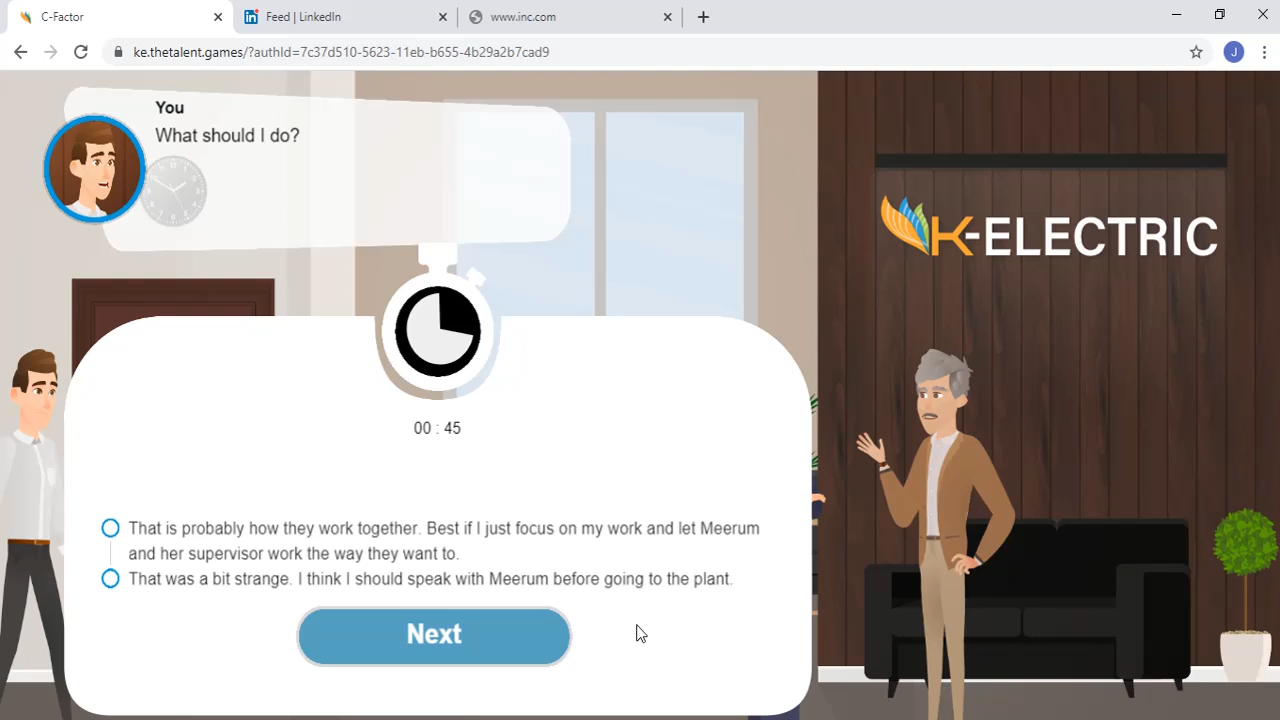 C-Factor
Feed | LinkedIn
www.inc.com
ke.thetalent.games/?authId=7c37d510-5623-11eb-b655-4b29a2b7cad9
J
You
What should I do?
K-ELECTRIC
00 : 45
That is probably how they work together. Best if I just focus on my work and let Meerum
and her supervisor work the way they want to.
That was a bit strange. I think I should speak with Meerum before going to the plant.
Next